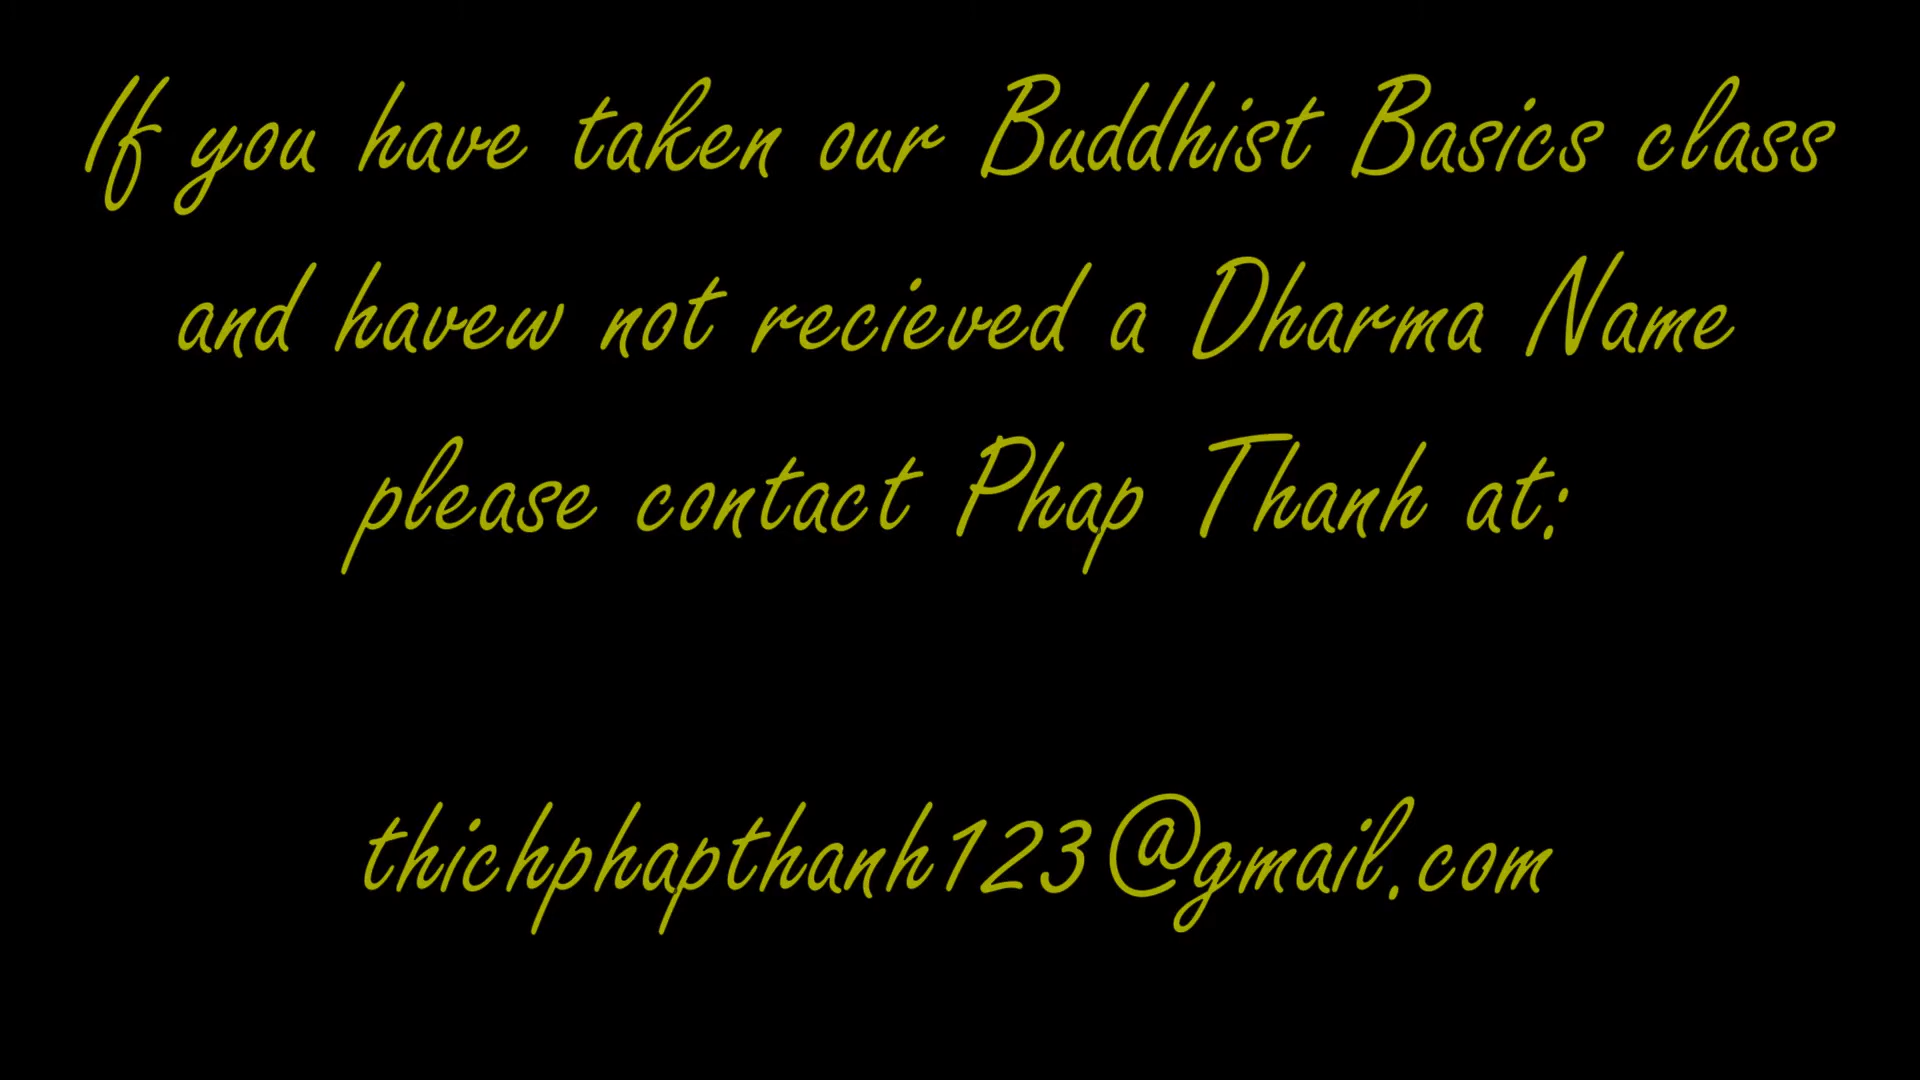 If you have taken our Buddhist Basics class
and havew not recieved a Dharma Name
please contact Phap Thanh at:
thichphapthanh123@gmail.com